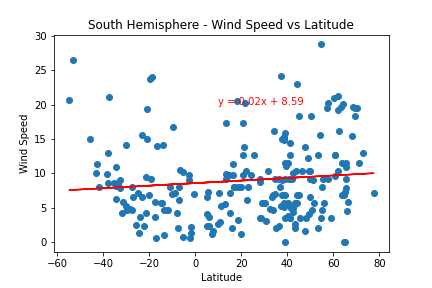 South Hemisphere - Wind Speed vs Latitude
30
25
20
15
10
5
0
Wind Speed
y = 0.02x + 8.59
−60 −40 −20 0 20 40 60 80
Latitude